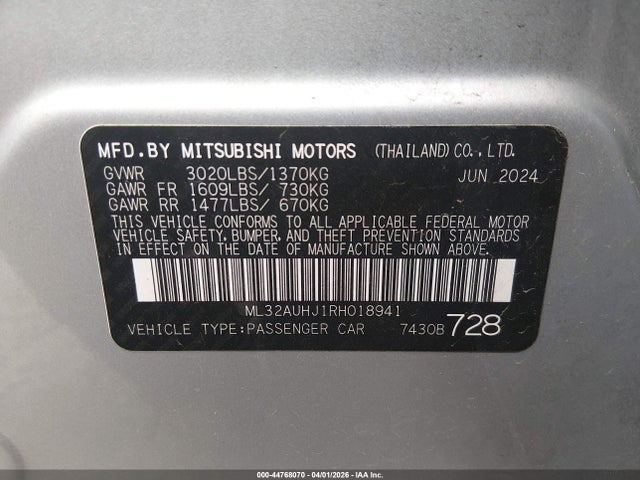 MFD.BY MITSUBISHI MOTORS (THAILAND) CO., LTD.
GVWR 3020LBS/1370KG JUN 2024
GAWR FR 1609LBS/ 730KG
GAWR RR 1477LBS/ 670KG
THIS VEHICLE CONFORMS TO ALL APPLICABLE FEDERAL MOTOR
VEHICLE SAFETY, BUMPER, AND THEFT PREVENTION STANDARDS
IN EFFECT ON THE DATE OF MANUFACTURE SHOWN ABOVE.
ML32AUHJ1RH018941
VEHICLE TYPE:PASSENGER CAR 7430B 728
000-44768070 04/01/2026 - IAA Inc.